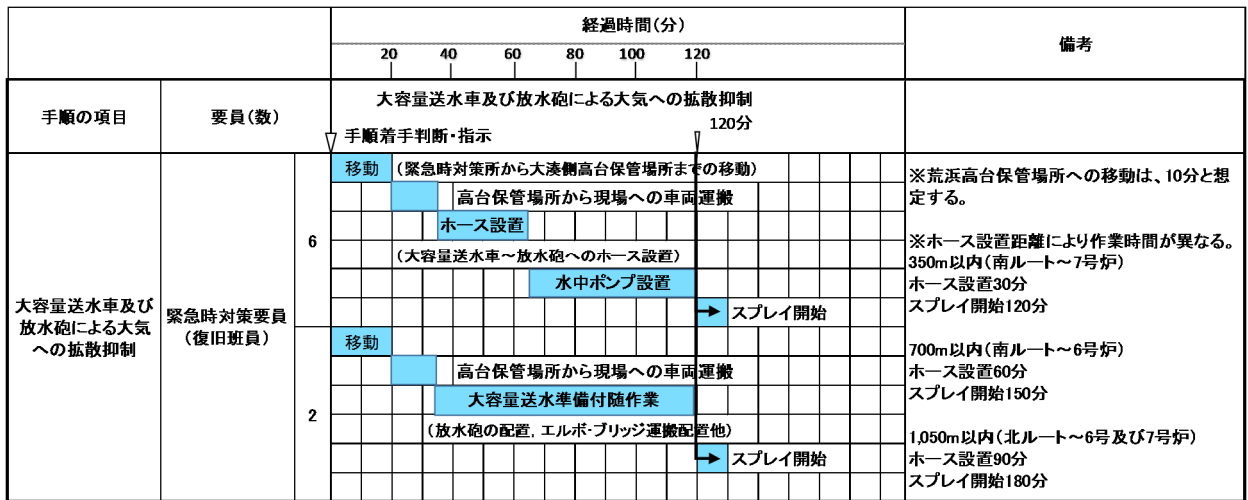 経過時間(分)
備考
20 40 60 80 100 120
手順の項目
要員(数)
大容量送水車及び放水砲による大気への拡散抑制
120分
手順着手判断・指示
大容量送水車及び
放水砲による大気
への拡散抑制
緊急時対策要員
(復旧班員)
6
移動
(緊急時対策所から大湊側高台保管場所までの移動)
高台保管場所から現場への車両運搬
ホース設置
(大容量送水車~放水砲へのホース設置)
水中ポンプ設置
スプレイ開始
2
移動
高台保管場所から現場への車両運搬
大容量送水準備付随作業
(放水砲の配置, エルボ・ブリッジ運搬配置他)
スプレイ開始
※荒浜高台保管場所への移動は、10分と想
定する。
※ホース設置距離により作業時間が異なる。
350m以内(南ルート~7号炉)
ホース設置30分
スプレイ開始120分
700m以内(南ルート~6号炉)
ホース設置60分
スプレイ開始150分
1,050m以内(北ルート~6号及び7号炉)
ホース設置90分
スプレイ開始180分